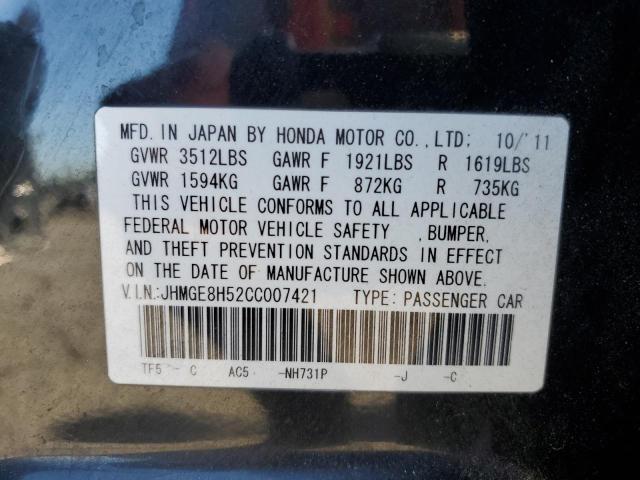 MFD. IN JAPAN BY HONDA MOTOR CO.,LTD: 10/'11
GVWR 3512LBS GAWR F 1921LBS R 1619LBS
GVWR 1594KG GAWR F 872KG R 735KG
THIS VEHICLE CONFORMS TO ALL APPLICABLE
FEDERAL MOTOR VEHICLE SAFETY ,BUMPER,
AND THEFT PREVENTION STANDARDS IN EFFECT
ON THE DATE OF MANUFACTURE SHOWN ABOVE.
V.I.N.:JHMGE8H52CC007421 TYPE: PASSENGER CAR
TF5 - C AC5 -NH731P -J -C